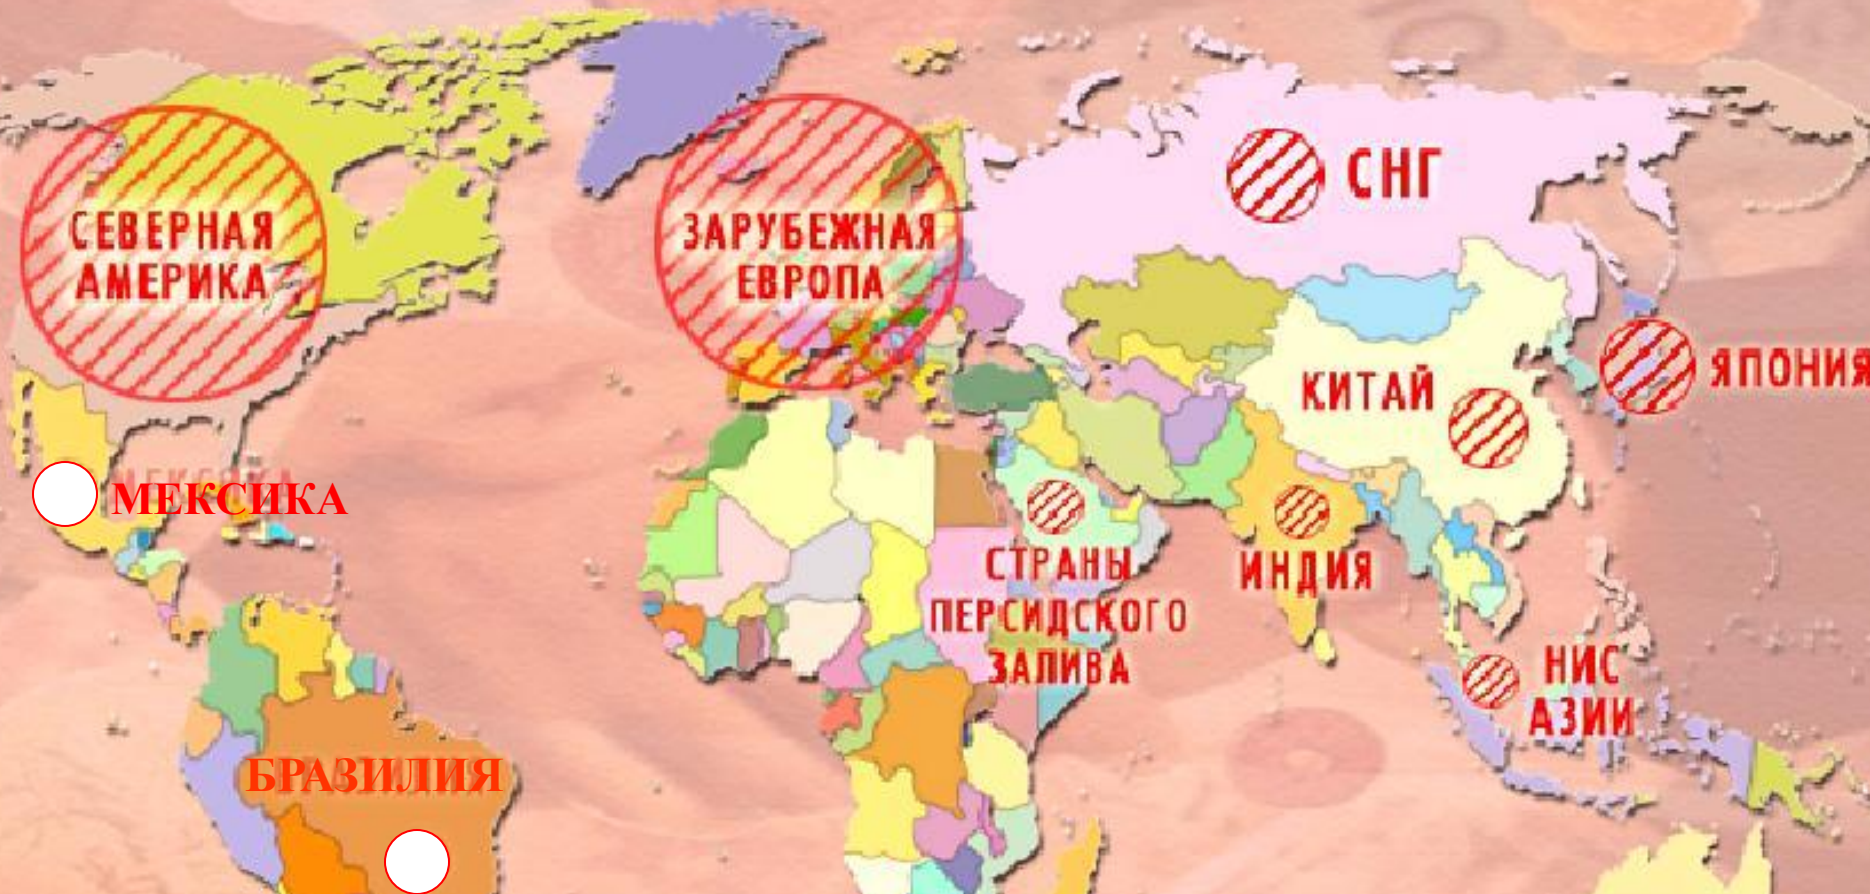 СЕВЕРНАЯ
АМЕРИКА
ЗАРУБЕЖНАЯ
ЕВРОПА
СНГ
ЯПОНИЯ
КИТАЙ
МЕКСИКА
СТРАНЫ
ПЕРСИДСКОГО
ЗАЛИВА
ИНДИЯ
НИС
АЗИИ
БРАЗИЛИЯ